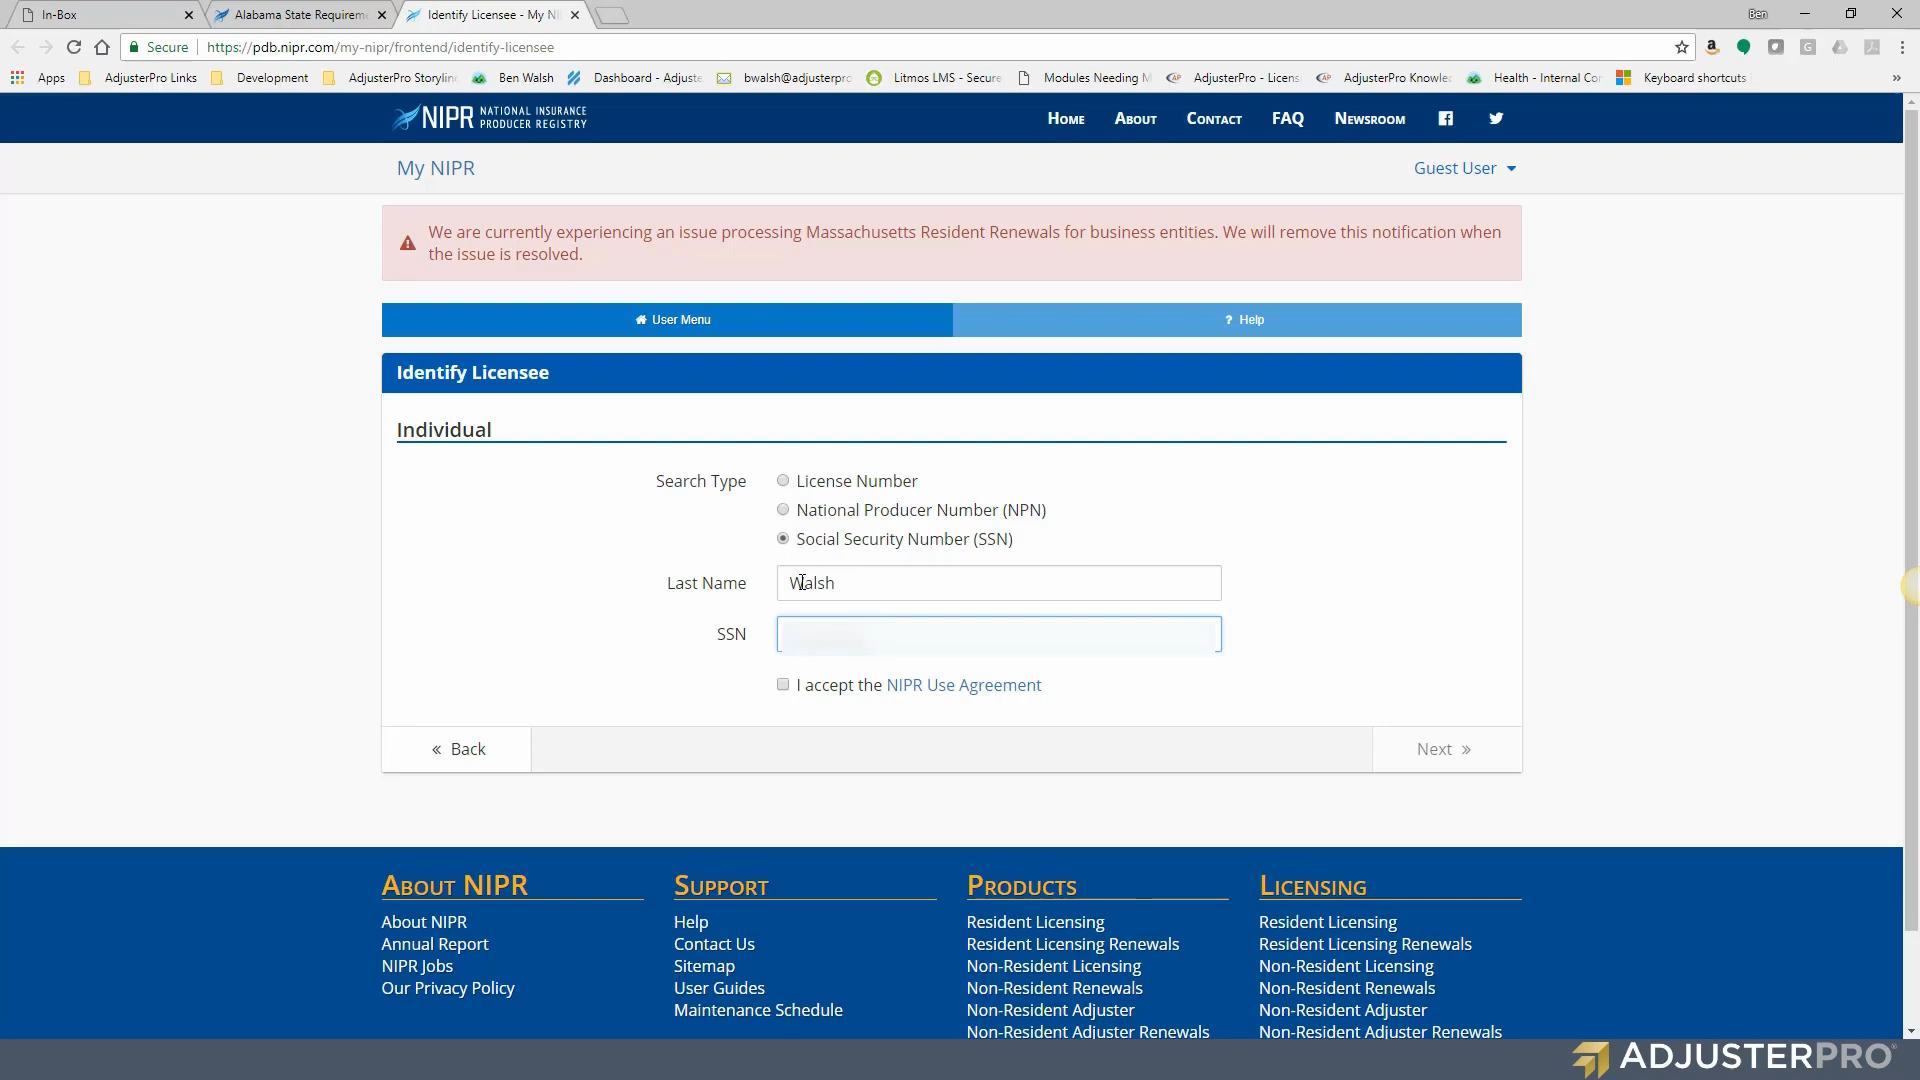 In-Box
Alabama State Requirem
Identify Licensee - My NI
Ben
Secure
https://pdb.nipr.com/my-nipr/frontend/identify-licensee
Apps
AdjusterPro Links
Development
AdjusterPro Storylin
Ben Walsh
Dashboard - Adjuste
bwalsh@adjusterpro
Litmos LMS - Secure
Modules Needing M
AdjusterPro - Licens
AdjusterPro Knowle
Health - Internal Co
Keyboard shortcuts
»
NIPR NATIONAL INSURANCE
PRODUCER REGISTRY
HOME
ABOUT
CONTACT
FAQ
NEWSROOM
My NIPR
Guest User
We are currently experiencing an issue processing Massachusetts Resident Renewals for business entities. We will remove this notification when
the issue is resolved.
User Menu
? Help
Identify Licensee
Individual
Search Type
License Number
National Producer Number (NPN)
Social Security Number (SSN)
Last Name
Walsh
SSN
I accept the NIPR Use Agreement
« Back
Next »
ABOUT NIPR
About NIPR
Annual Report
NIPR Jobs
Our Privacy Policy
SUPPORT
Help
Contact Us
Sitemap
User Guides
Maintenance Schedule
PRODUCTS
Resident Licensing
Resident Licensing Renewals
Non-Resident Licensing
Non-Resident Renewals
Non-Resident Adjuster
Non-Resident Adjuster Renewals
LICENSING
Resident Licensing
Resident Licensing Renewals
Non-Resident Licensing
Non-Resident Renewals
Non-Resident Adjuster
Non-Resident Adjuster Renewals
ADJUSTERPRO